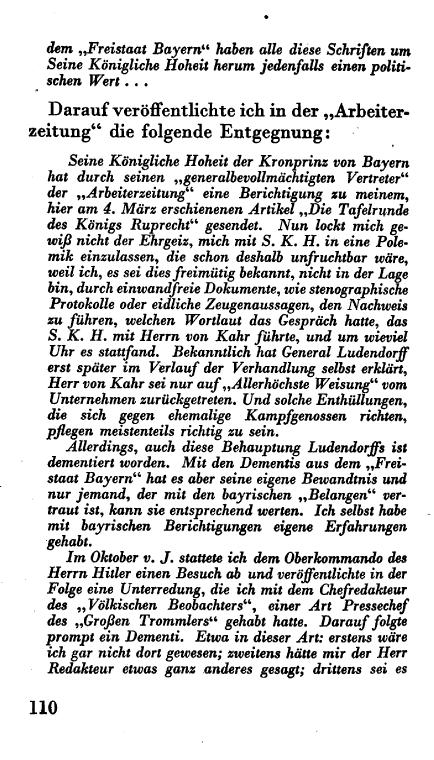 dem „Freistaat Bayern“ haben alle diese Schriften um
Seine Königliche Hoheit herum jedenfalls einen politi-
schen Wert . . .
Darauf veröffentlichte ich in der „Arbeiter-
zeitung“ die folgende Entgegnung:
Seine Königliche Hoheit der Kronprinz von Bayern
hat durch seinen „generalbevollmächtigten Vertreter“
der „Arbeiterzeitung“ eine Berichtigung zu meinem,
hier am 4. März erschienenen Artikel „Die Tafelrunde
des Königs Ruprecht“ gesendet. Nun lockt mich ge-
wiß nicht der Ehrgeiz, mich mit S. K. H. in eine Pole-
mik einzulassen, die schon deshalb unfruchtbar wäre,
weil ich, es sei dies freimütig bekannt, nicht in der Lage
bin, durch einwandfreie Dokumente, wie stenographische
Protokolle oder eidliche Zeugenaussagen, den Nachweis
zu führen, welchen Wortlaut das Gespräch hatte, das
S. K. H. mit Herrn von Kahr führte, und um wieviel
Uhr es stattfand. Bekanntlich hat General Ludendorff
erst später im Verlauf der Verhandlung selbst erklärt,
Herr von Kahr sei nur auf „Allerhöchste Weisung“ vom
Unternehmen zurückgetreten. Und solche Enthüllungen,
die sich gegen ehemalige Kampfgenossen richten,
pflegen meistenteils richtig zu sein.
Allerdings, auch diese Behauptung Ludendorffs ist
dementiert worden. Mit den Dementis aus dem „Frei-
staat Bayern“ hat es aber seine eigene Bewandtnis und
nur jemand, der mit den bayrischen „Belangen“ ver-
traut ist, kann sie entsprechend werten. Ich selbst habe
mit bayrischen Berichtigungen eigene Erfahrungen
gehabt.
Im Oktober v. J. stattete ich dem Oberkommando des
Herrn Hitler einen Besuch ab und veröffentlichte in der
Folge eine Unterredung, die ich mit dem Chefredakteur
des „Völkischen Beobachters“, einer Art Pressechef
des „Großen Trommlers“ gehabt hatte. Darauf folgte
prompt ein Dementi. Etwa in dieser Art: erstens wäre
ich gar nicht dort gewesen; zweitens hätte mir der Herr
Redakteur etwas ganz anderes gesagt; drittens sei es
110